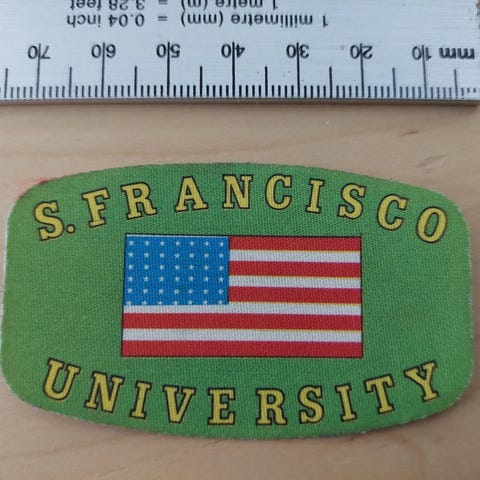 1 millimetre (mm) = 0.04 inch
1 metre (m) = 3.28 feet
mm 10 20 30 40 50 60 70
S. FRANCISCO
UNIVERSITY